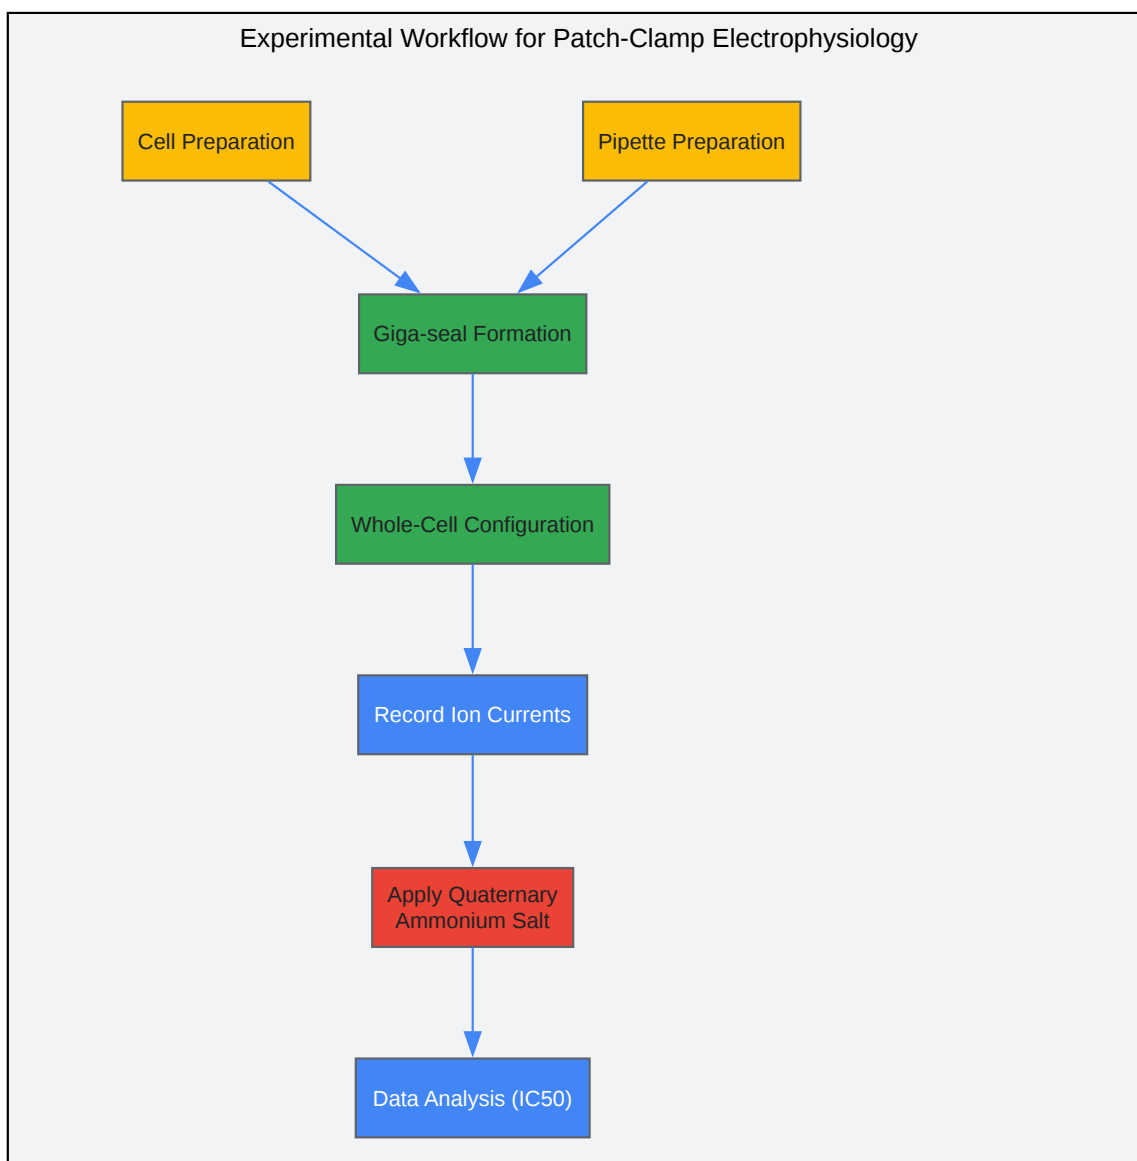 Experimental Workflow for Patch-Clamp Electrophysiology
Cell Preparation
Pipette Preparation
Giga-seal Formation
Whole-Cell Configuration
Record Ion Currents
Apply Quaternary
Ammonium Salt
Data Analysis (IC50)